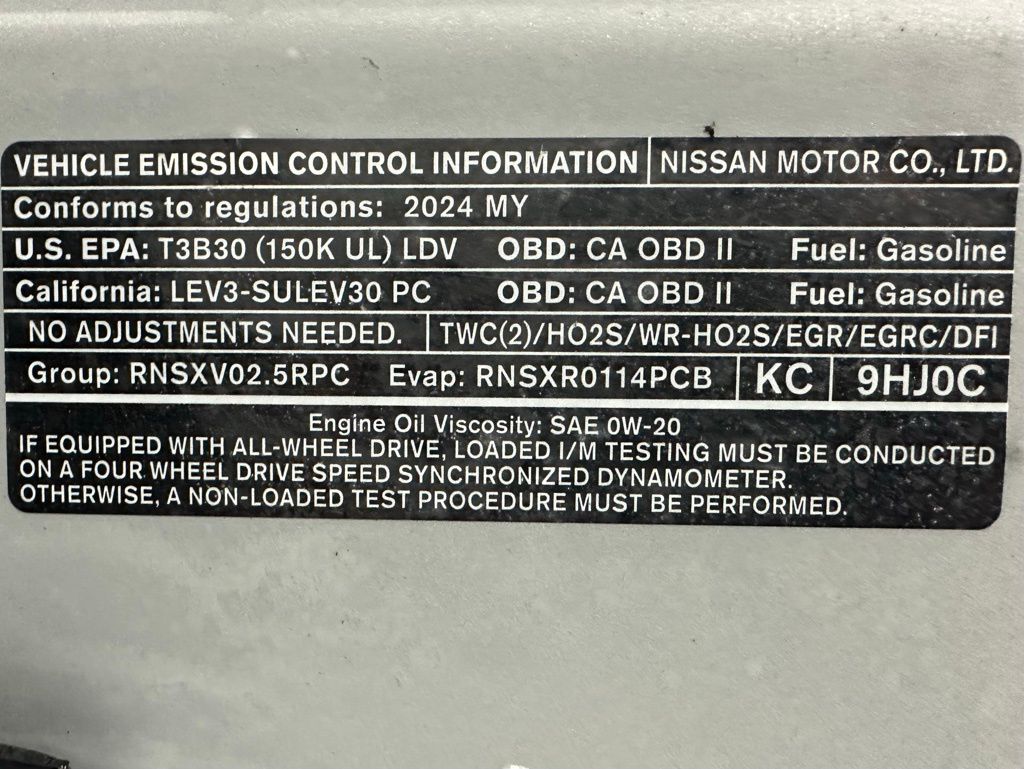 VEHICLE EMISSION CONTROL INFORMATION NISSAN MOTOR CO., LTD.
Conforms to regulations: 2024 MY
U.S. EPA: T3B30 (150K UL) LDV OBD: CA OBD II Fuel: Gasoline
California: LEV3-SULEV30 PC OBD: CA OBD II Fuel: Gasoline
NO ADJUSTMENTS NEEDED. TWC(2)/HO2S/WR-HO2S/EGR/EGRC/DFI
Group: RNSXV02.5RPC Evap: RNSXR0114PCB KC 9HJ0C
Engine Oil Viscosity: SAE 0W-20
IF EQUIPPED WITH ALL-WHEEL DRIVE, LOADED I/M TESTING MUST BE CONDUCTED
ON A FOUR WHEEL DRIVE SPEED SYNCHRONIZED DYNAMOMETER.
OTHERWISE, A NON-LOADED TEST PROCEDURE MUST BE PERFORMED.